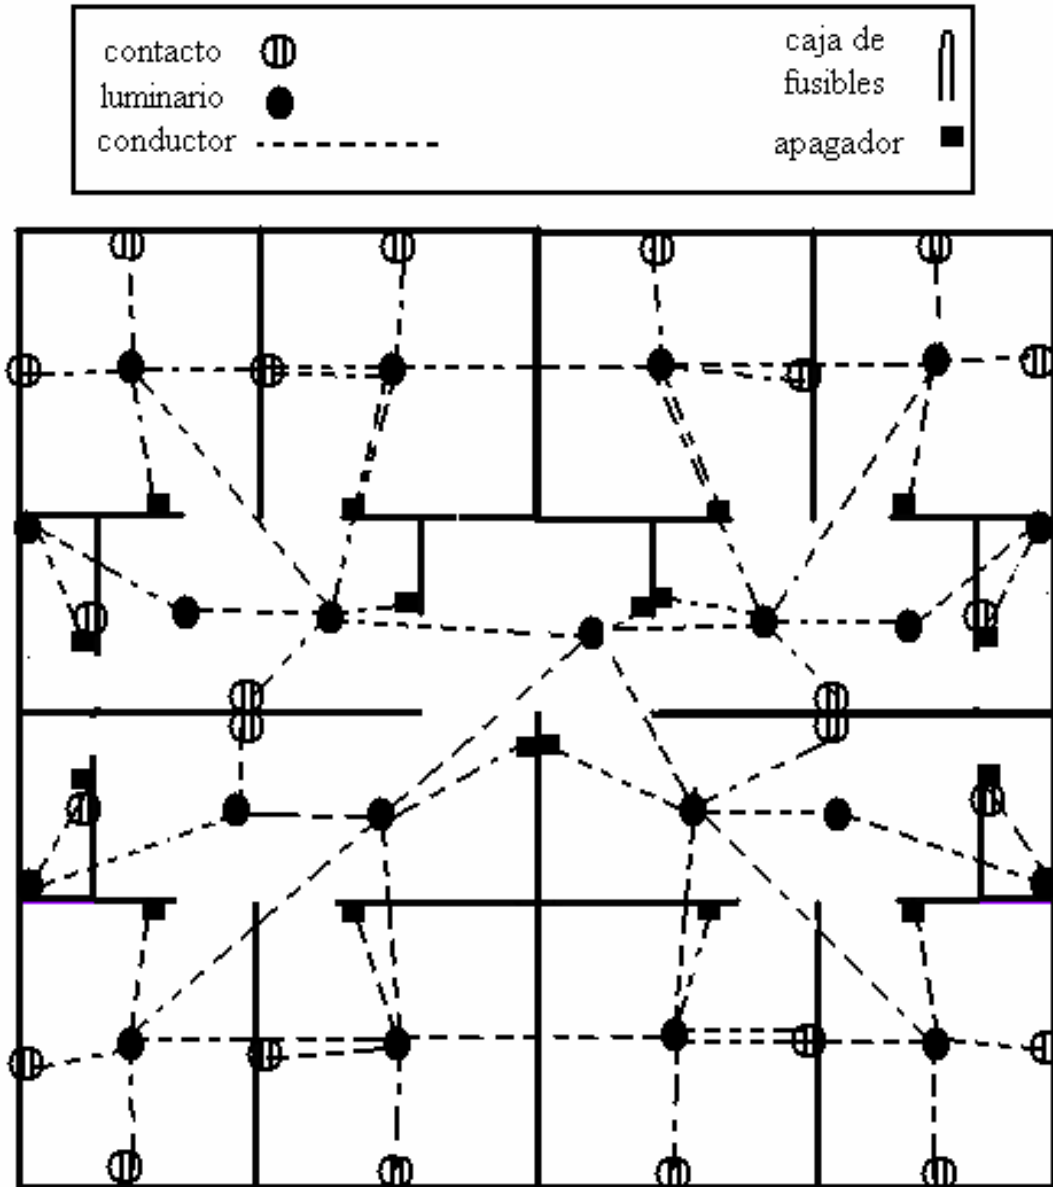 contacto
luminario
conductor
caja de
fusibles
apagador